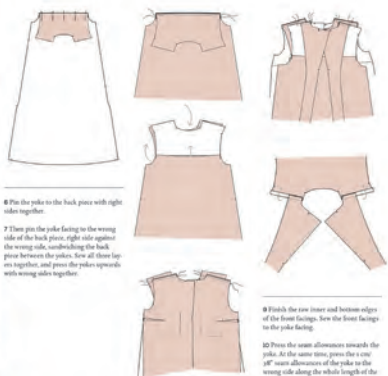 6 Pin the yoke to the back piece with right
sides together.
7 Then pin the yoke facing to the wrong
side of the back piece, right side against
the wrong side, sandwiching the back
piece between the yokes. Sew all three lay-
ers together, and press the yokes upwards
with wrong sides together.
9 Finish the raw inner and bottom edges
of the front facings. Sew the front facings
to the yoke facing.
10 Press the seam allowances towards the
yoke. At the same time, press the 1 cm/
3/8" seam allowances of the yoke to the
wrong side along the whole length of the